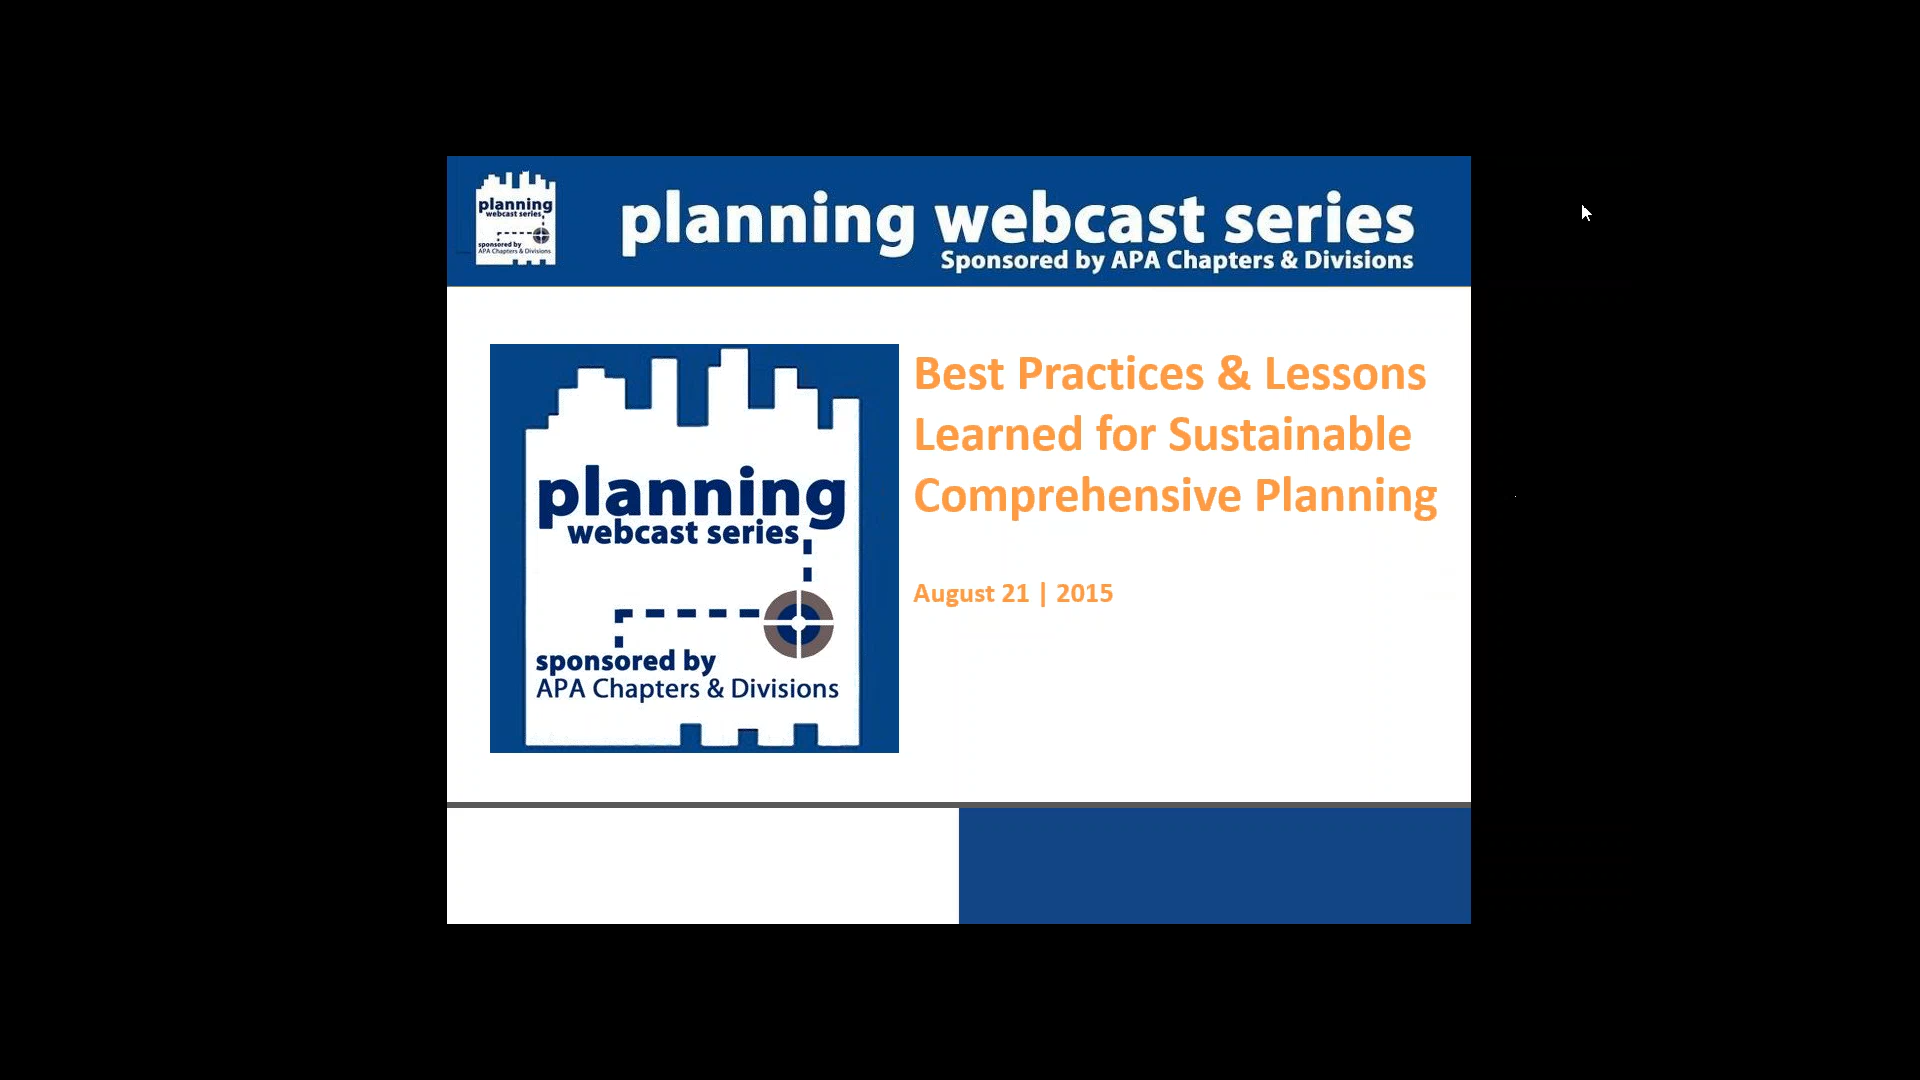 planning
webcast series
sponsored by
APA Chapters & Divisions
planning webcast series
Sponsored by APA Chapters & Divisions
planning
webcast series
sponsored by
APA Chapters & Divisions
Best Practices & Lessons
Learned for Sustainable
Comprehensive Planning
August 21 | 2015